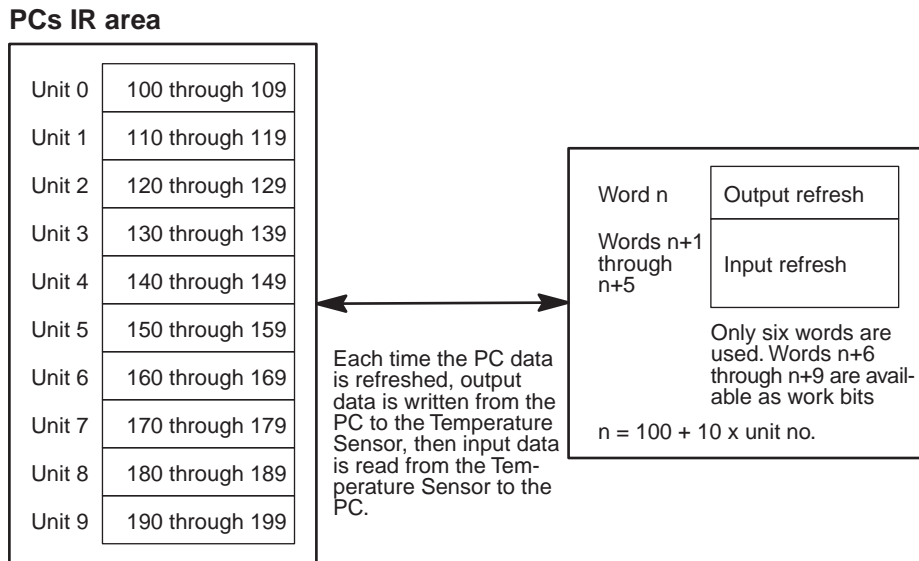 PCs IR area
Unit 0 100 through 109
Unit 1 110 through 119
Unit 2 120 through 129
Unit 3 130 through 139
Unit 4 140 through 149
Unit 5 150 through 159
Unit 6 160 through 169
Unit 7 170 through 179
Unit 8 180 through 189
Unit 9 190 through 199
Each time the PC data
is refreshed, output
data is written from the
PC to the Temperature
Sensor, then input data
is read from the Tem-
perature Sensor to the
PC.
Word n Output refresh
Words n+1
through
n+5
Input refresh
Only six words are
used. Words n+6
through n+9 are avail-
able as work bits
n = 100 + 10 x unit no.